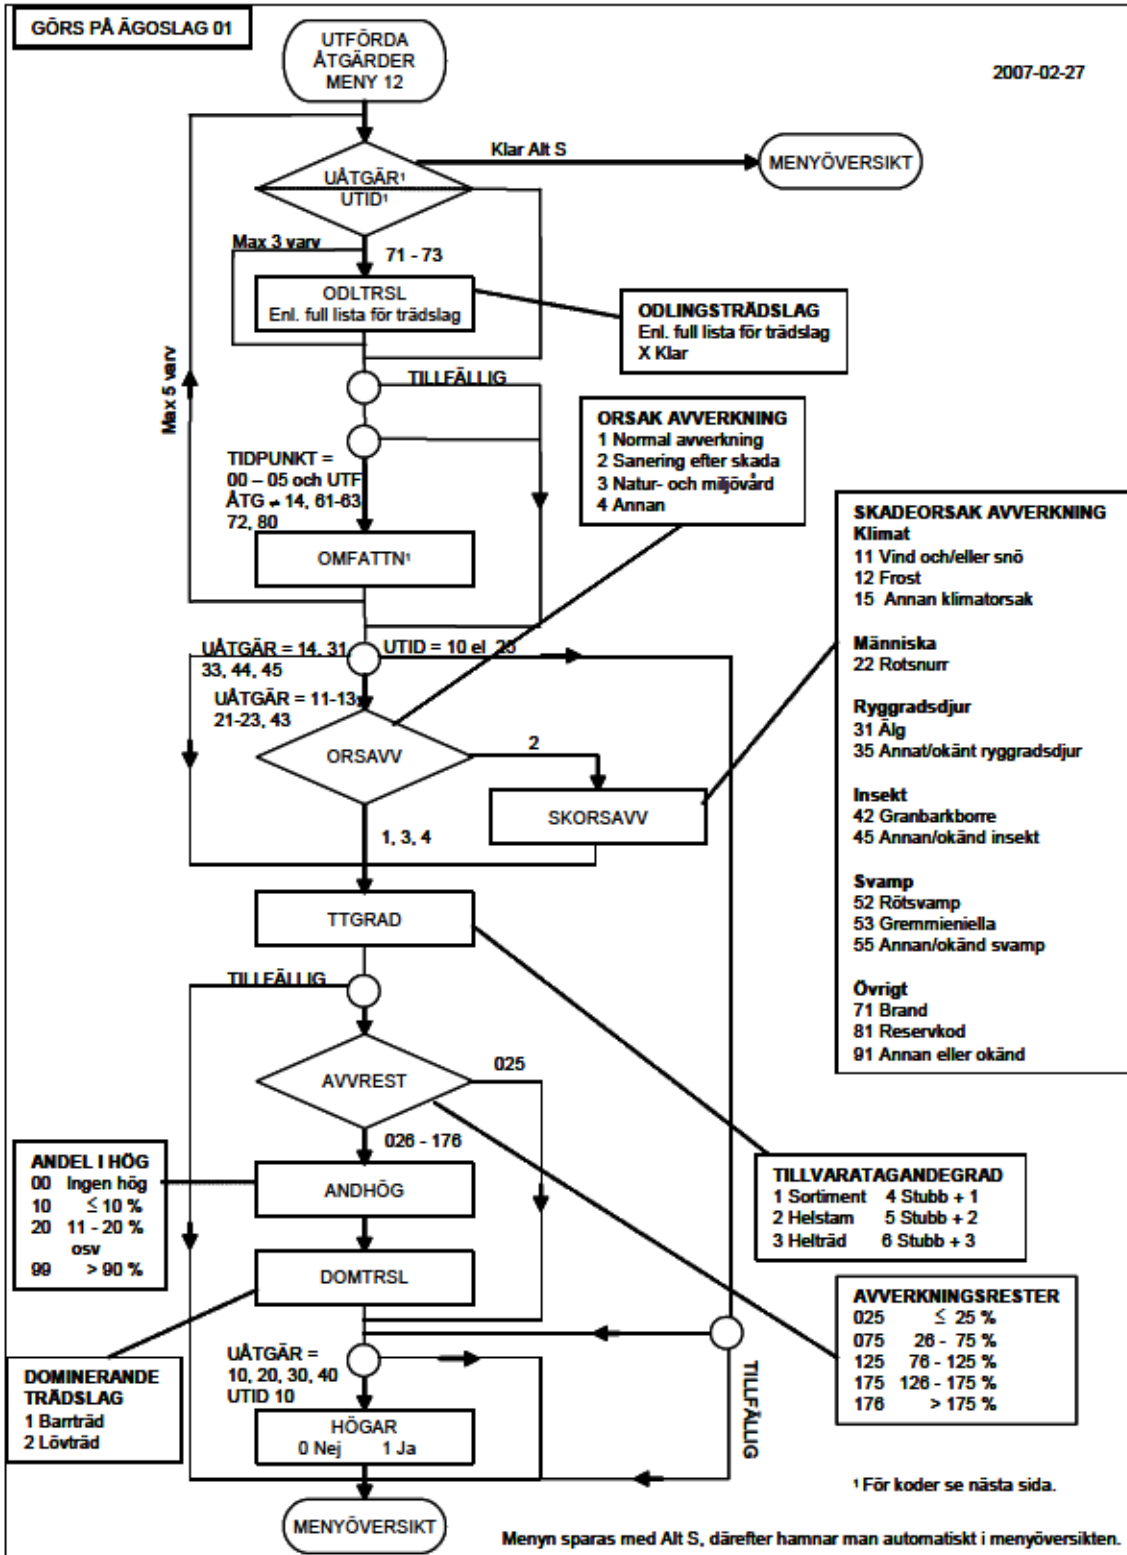 GÖRS PÅ ÄGOSLAG 01
UTFÖRDA
ÅTGÄRDER
MENY 12
2007-02-27
Klar Alt S
MENYÖVERSIKT
UÅTGÄR¹
UTID¹
Max 3 varv
71 - 73
ODLTRSL
Enl. full lista för trädslag
ODLINGSTRÄDSLAG
Enl. full lista för trädslag
X Klar
Max 5 varv
TILLFÄLLIG
ORSAK AVVERKNING
1 Normal avverkning
2 Sanering efter skada
3 Natur- och miljövård
4 Annan
TIDPUNKT =
00 – 05 och UTF
ÅTG ≠ 14, 61-63
72, 80
OMFATTN¹
SKADEORSAK AVVERKNING
Klimat
11 Vind och/eller snö
12 Frost
15 Annan klimatorsak
Människa
22 Rotsnurr
Ryggradsdjur
31 Älg
35 Annat/okänt ryggradsdjur
Insekt
42 Granbarkborre
45 Annan/okänd insekt
Svamp
52 Rötsvamp
53 Gremmieniella
55 Annan/okänd svamp
Övrigt
71 Brand
81 Reservkod
91 Annan eller okänd
UÅTGÄR = 14, 31
33, 44, 45
UTID = 10 el 25
UÅTGÄR = 11-13
21-23, 43
ORSAVV
2
SKORSAVV
1, 3, 4
TTGRAD
TILLFÄLLIG
AVVREST
025
026 - 176
ANDEL I HÖG
00 Ingen hög
10 ≤ 10 %
20 11 - 20 %
osv
99 > 90 %
ANDHÖG
TILLVARATAGANDEGRAD
1 Sortiment 4 Stubb + 1
2 Helstam 5 Stubb + 2
3 Helträd 6 Stubb + 3
DOMTRSL
AVVERKNINGSRESTER
025 ≤ 25 %
075 26 - 75 %
125 76 - 125 %
175 126 - 175 %
176 > 175 %
DOMINERANDE
TRÄDSLAG
1 Barrträd
2 Lövträd
UÅTGÄR =
10, 20, 30, 40
UTID 10
TILLFÄLLIG
HÖGAR
0 Nej 1 Ja
¹ För koder se nästa sida.
MENYÖVERSIKT
Menyn sparas med Alt S, därefter hamnar man automatiskt i menyöversikten.